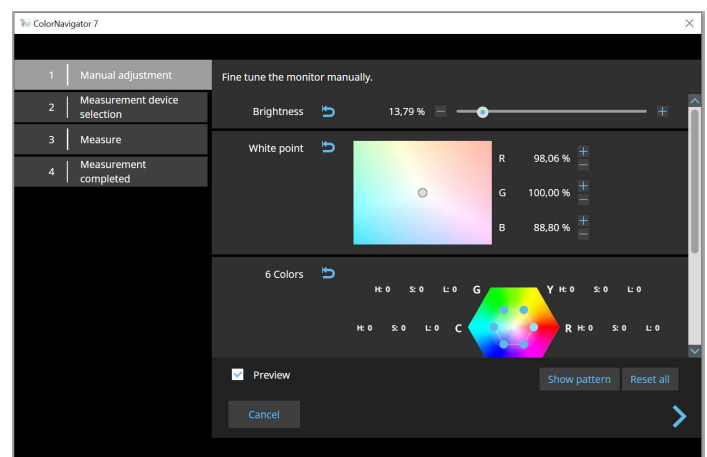 ColorNavigator 7
1 Manual adjustment
2 Measurement device
selection
3 Measure
4 Measurement
completed
Fine tune the monitor manually.
Brightness 13,79 % − +
White point
R 98,06 % + −
G 100,00 % + −
B 88,80 % + −
6 Colors
H: 0 S: 0 L: 0 G Y H: 0 S: 0 L: 0
H: 0 S: 0 L: 0 C R H: 0 S: 0 L: 0
Preview
Show pattern Reset all
Cancel